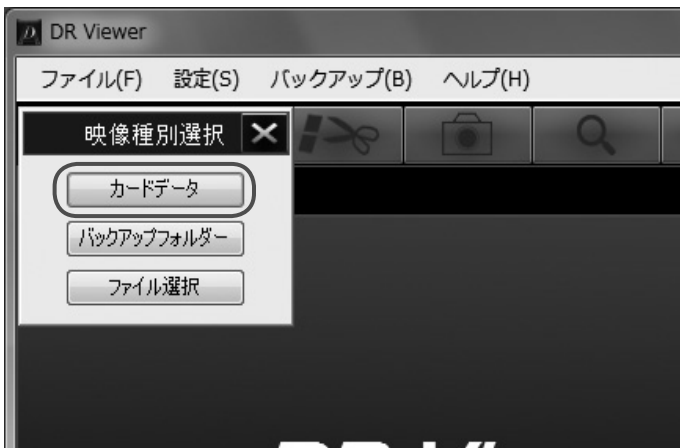 DR Viewer
ファイル(F) 設定(S) バックアップ(B) ヘルプ(H)
映像種別選択
カードデータ
バックアップフォルダー
ファイル選択